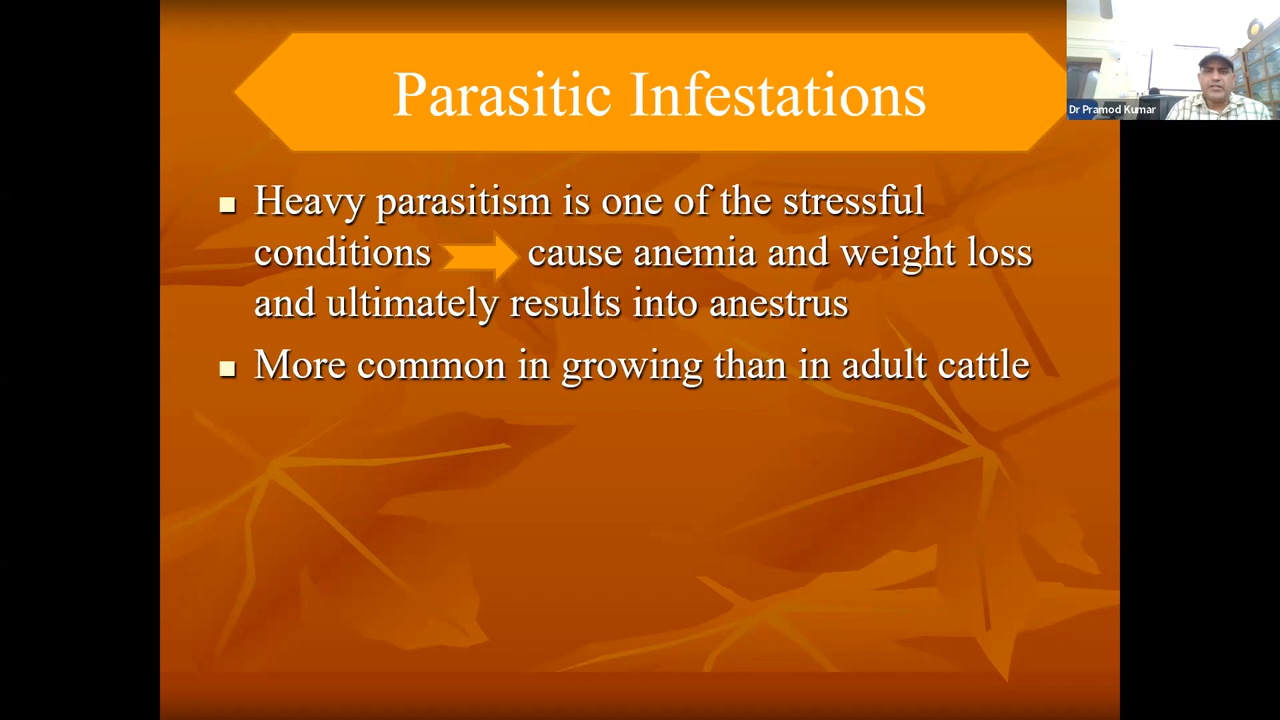 Parasitic Infestations
Dr Pramod Kumar
Heavy parasitism is one of the stressful
conditions cause anemia and weight loss
and ultimately results into anestrus
More common in growing than in adult cattle